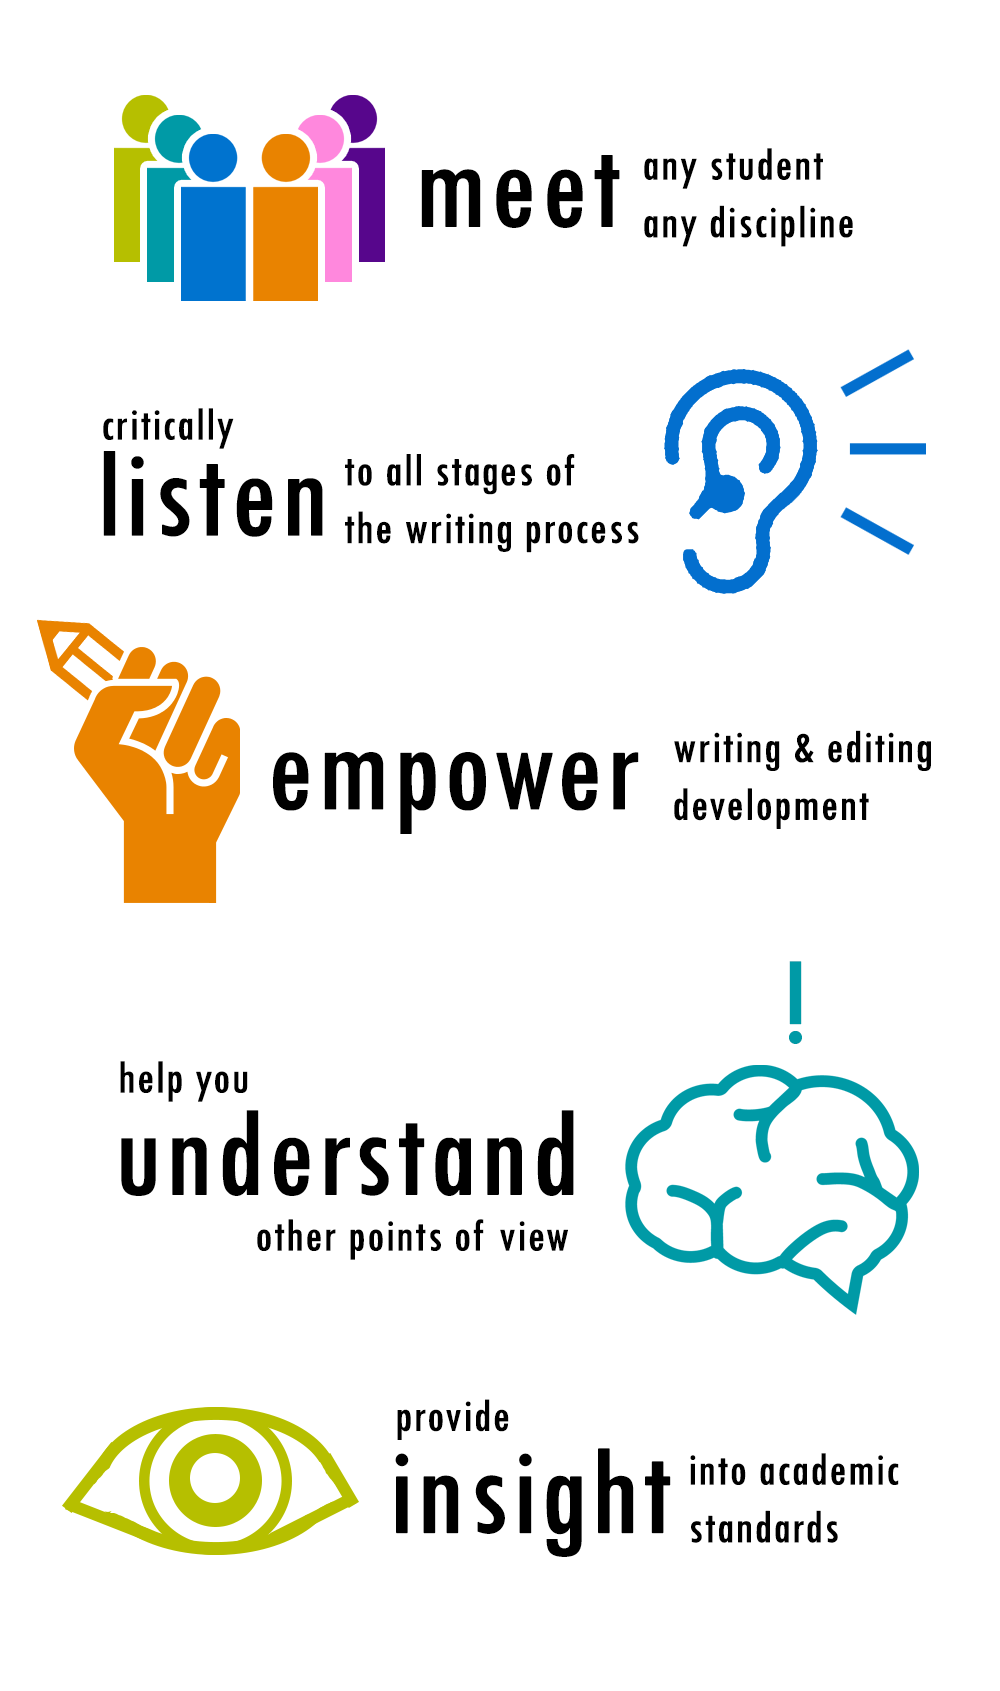 meet any student
any discipline
critically
listen to all stages of
the writing process
empower writing & editing
development
!
help you
understand
other points of view
provide
insight into academic
standards